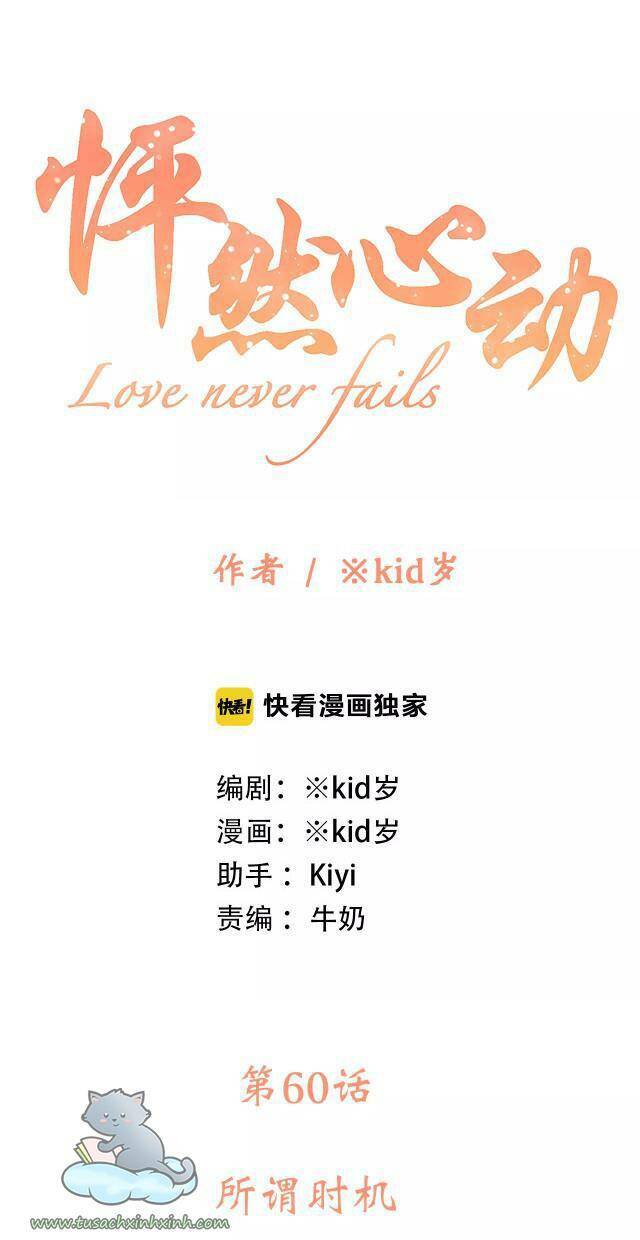 怦然心动
Love never fails
作者 / ※kid岁
快看! 快看漫画独家
编剧：※kid岁
漫画：※kid岁
助手：Kiyi
责编：牛奶
第60话
所谓时机
www.tusachxinhxinh.com